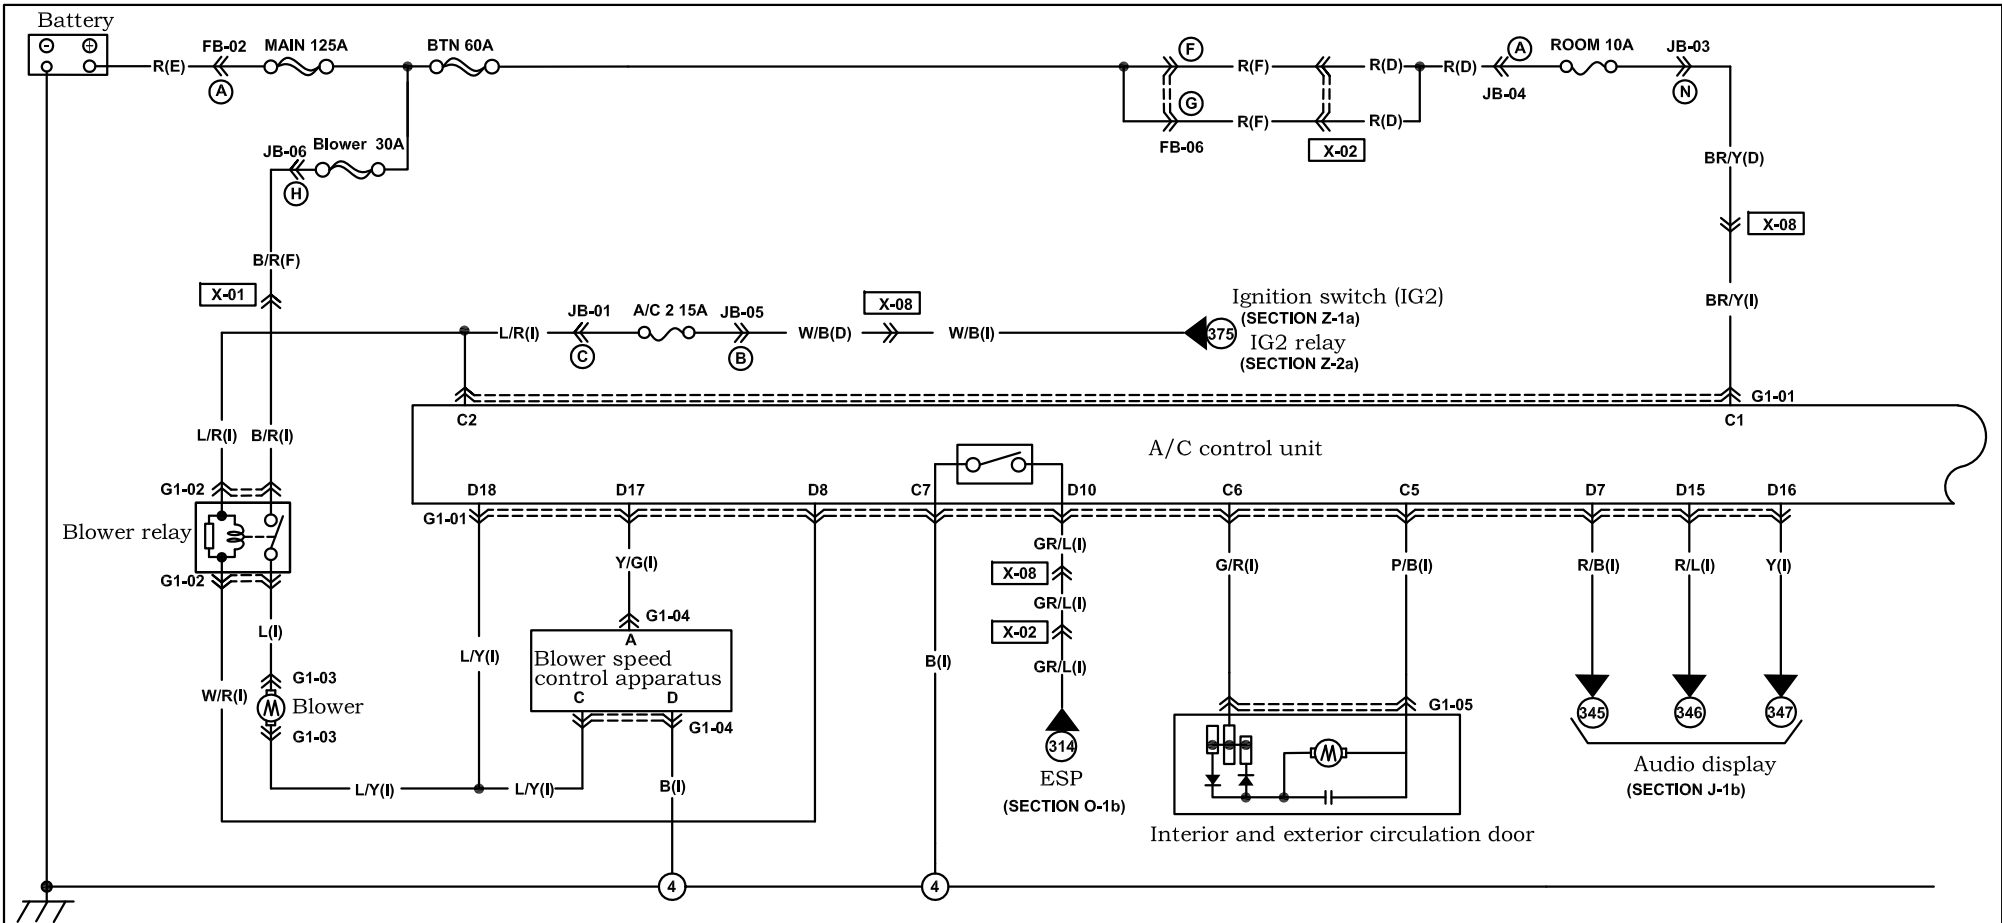 Battery
FB-02
MAIN 125A
BTN 60A
F
A
ROOM 10A
JB-03
R(E)
R(F)
R(D)
R(D)
A
G
JB-04
N
R(F)
R(D)
JB-06
Blower 30A
FB-06
X-02
BR/Y(D)
H
X-08
B/R(F)
X-01
Ignition switch (IG2)
BR/Y(I)
JB-01
A/C 2 15A
JB-05
X-08
(SECTION Z-1a)
L/R(I)
W/B(D)
W/B(I)
375
IG2 relay
C
B
(SECTION Z-2a)
G1-01
C2
C1
L/R(I)
B/R(I)
A/C control unit
G1-02
D18
D17
D8
C7
D10
C6
C5
D7
D15
D16
G1-01
Blower relay
GR/L(I)
Y/G(I)
G/R(I)
P/B(I)
R/B(I)
R/L(I)
Y(I)
G1-02
X-08
GR/L(I)
G1-04
L(I)
X-02
A
L/Y(I)
Blower speed
control apparatus
B(I)
GR/L(I)
G1-03
W/R(I)
C
D
M
Blower
G1-05
G1-04
345
346
347
G1-03
314
M
Audio display
ESP
L/Y(I)
L/Y(I)
B(I)
(SECTION J-1b)
(SECTION O-1b)
Interior and exterior circulation door
4
4